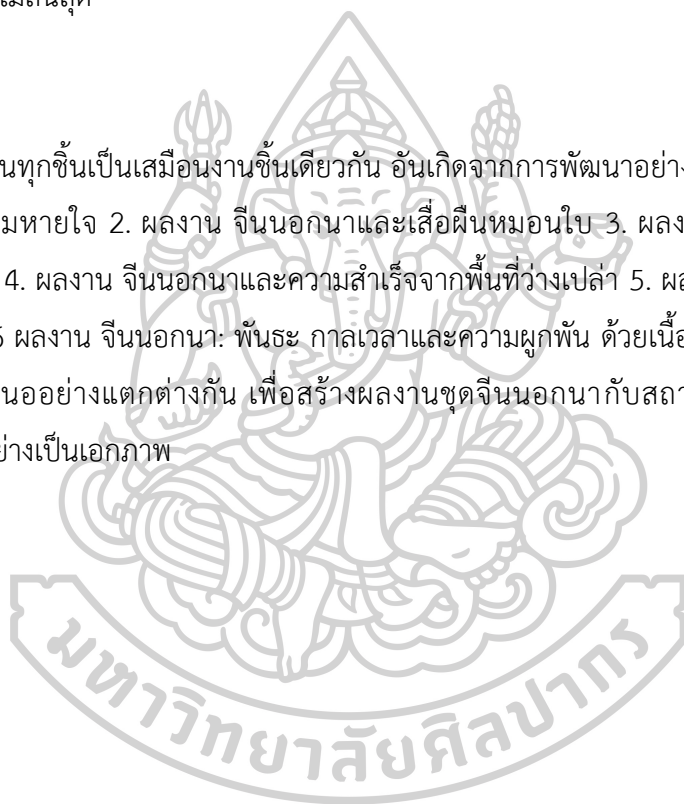 นทุกชิ้นเป็นเสมือนงานชิ้นเดียวกัน อันเกิดจากการพัฒนาอย่าง
มหายใจ 2. ผลงาน จีนนอกนาและเสื่อผืนหมอนใบ 3. ผลง
4. ผลงาน จีนนอกนาและความสำเร็จจากพื้นที่ว่างเปล่า 5. ผล
ผลงาน จีนนอกนา: พันธะ กาลเวลาและความผูกพัน ด้วยเนื้อ
นออย่างแตกต่างกัน เพื่อสร้างผลงานชุดจีนนอกนากับสถา
ย่างเป็นเอกภาพ
มหาวิทยาลัยศิลปากร